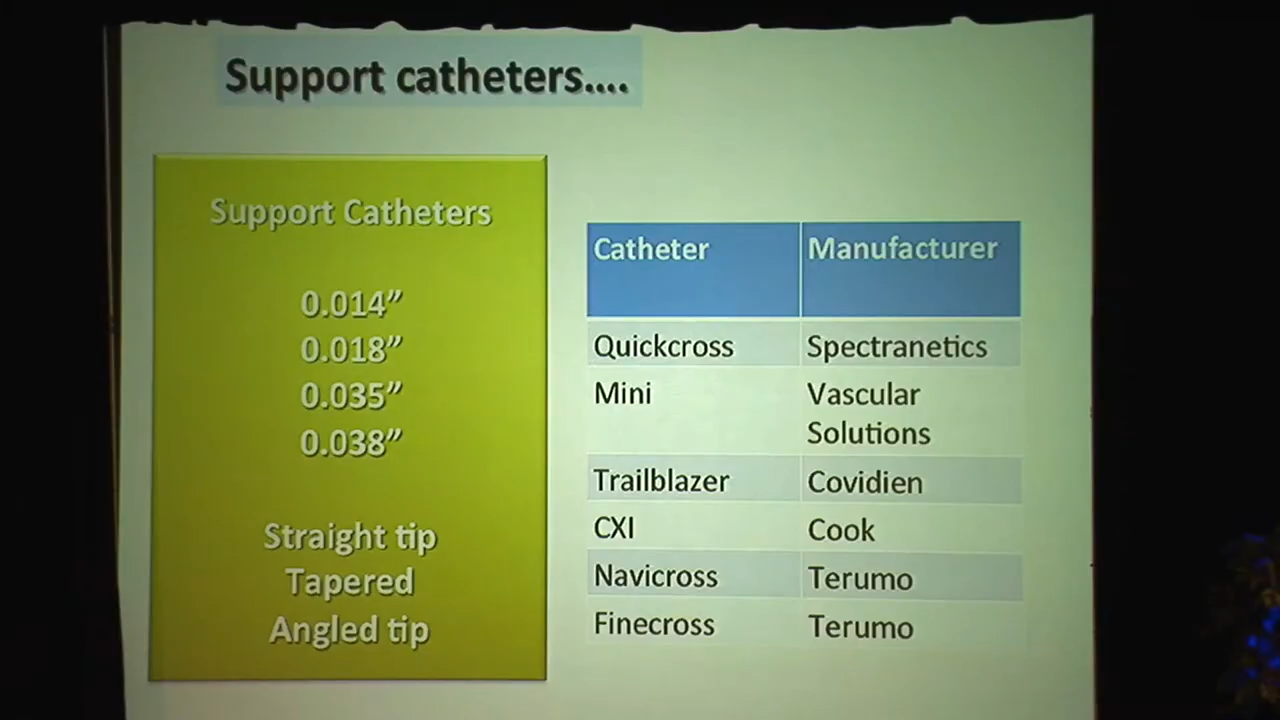 Support catheters....
Support Catheters
0.014”
0.018”
0.035”
0.038”
Straight tip
Tapered
Angled tip
Catheter Manufacturer
Quickcross Spectranetics
Mini Vascular
Solutions
Trailblazer Covidien
CXI Cook
Navicross Terumo
Finecross Terumo